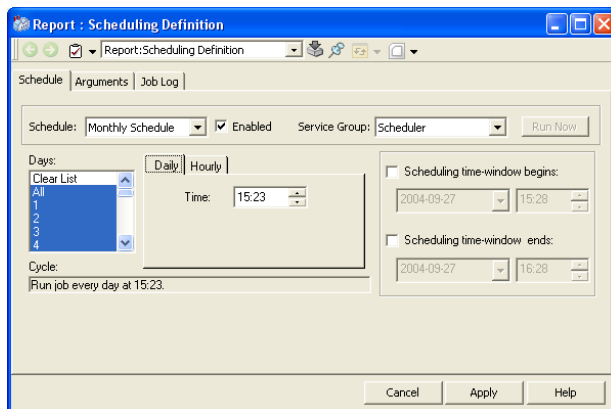 Report : Scheduling Definition
Report:Scheduling Definition
Schedule Arguments Job Log
Schedule: Monthly Schedule Enabled Service Group: Scheduler Run Now
Days:
Clear List
All
1
2
3
4
Daily Hourly
Time: 15:23
Scheduling time-window begins:
2004-09-27 15:28
Scheduling time-window ends:
2004-09-27 16:28
Cycle:
Run job every day at 15:23.
Cancel Apply Help